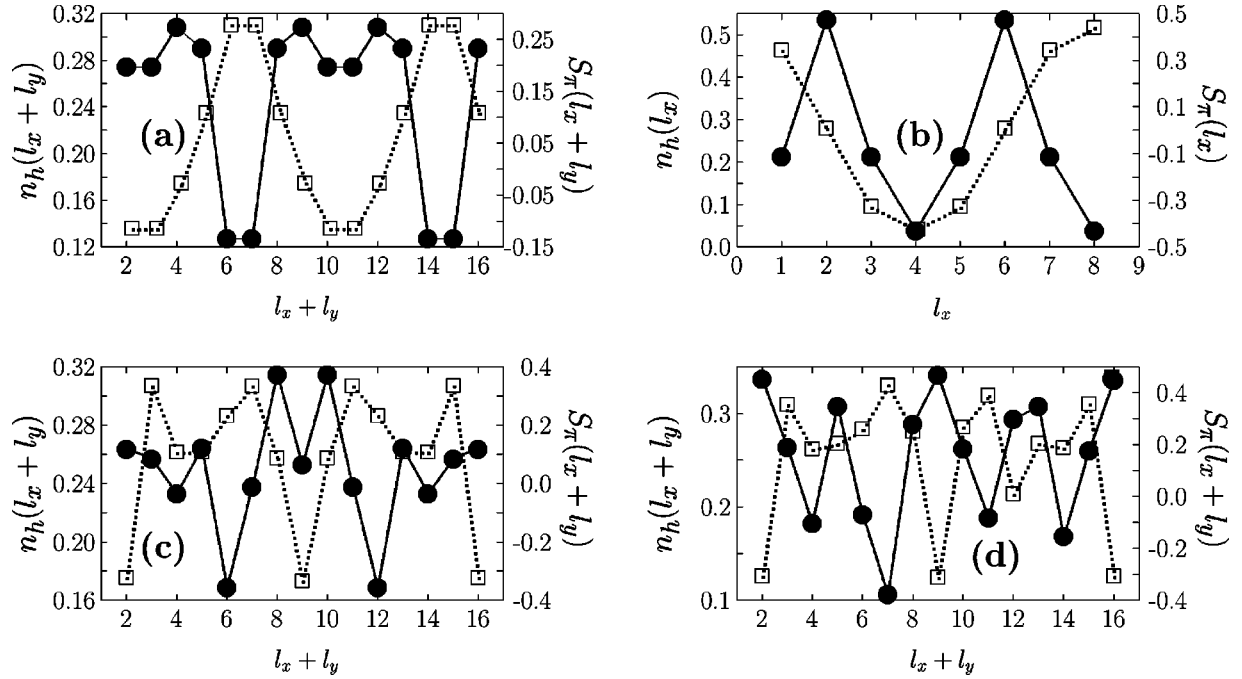 0.32
0.28
0.24
0.20
0.16
0.12
n_h(l_x + l_y)
(a)
0.25
0.15
0.05
-0.05
-0.15
S_π(l_x + l_y)
2 4 6 8 10 12 14 16
l_x + l_y
0.5
0.4
0.3
0.2
0.1
0.0
n_h(l_x)
(b)
0.5
0.3
0.1
-0.1
-0.3
-0.5
S_π(l_x)
0 1 2 3 4 5 6 7 8 9
l_x
0.32
0.28
0.24
0.20
0.16
n_h(l_x + l_y)
(c)
0.4
0.2
0.0
-0.2
-0.4
S_π(l_x + l_y)
2 4 6 8 10 12 14 16
l_x + l_y
0.3
0.2
0.1
n_h(l_x + l_y)
(d)
0.4
0.2
0.0
-0.2
-0.4
S_π(l_x + l_y)
2 4 6 8 10 12 14 16
l_x + l_y